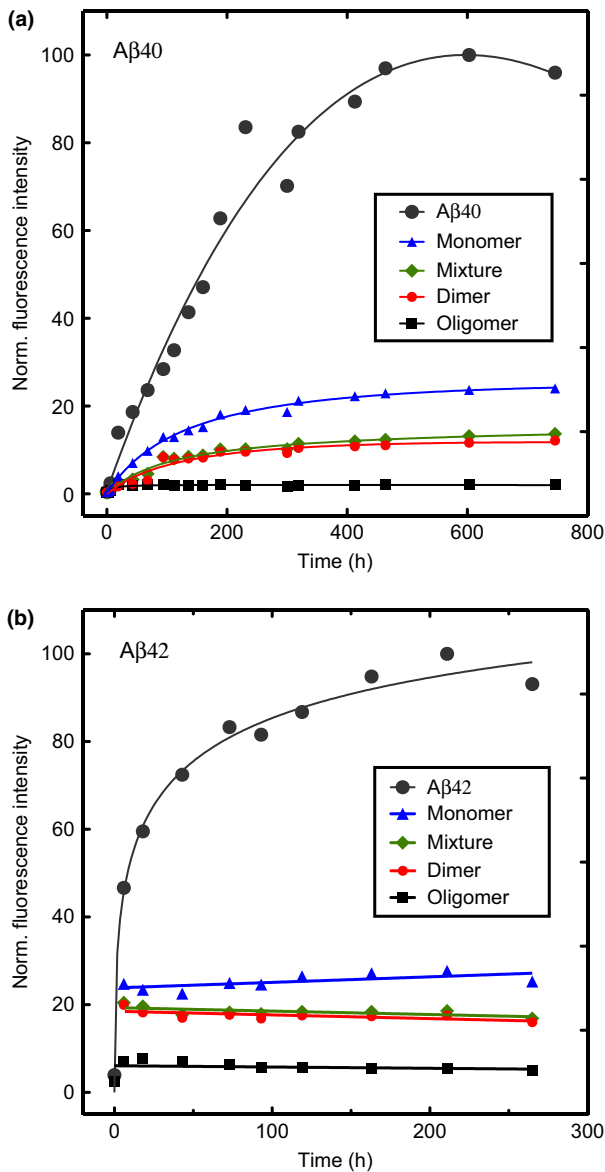 (a)
Aβ40
Norm. fluorescence intensity
100
80
60
40
20
0
Aβ40
Monomer
Mixture
Dimer
Oligomer
0 200 400 600 800
Time (h)
(b)
Aβ42
Norm. fluorescence intensity
100
80
60
40
20
0
Aβ42
Monomer
Mixture
Dimer
Oligomer
0 100 200 300
Time (h)